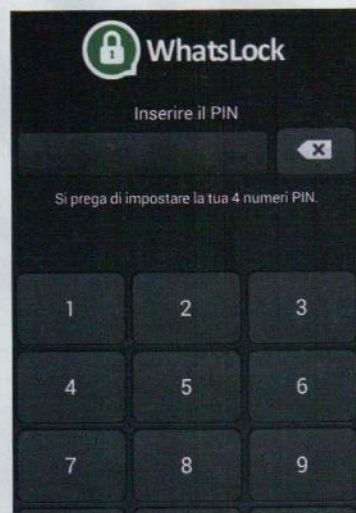 WhatsLock
Inserire il PIN
Si prega di impostare la tua 4 numeri PIN.
1 2 3
4 5 6
7 8 9